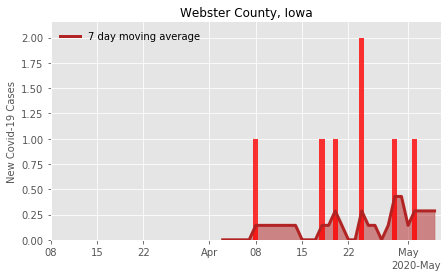 Webster County, Iowa
7 day moving average
New Covid-19 Cases
2.00
1.75
1.50
1.25
1.00
0.75
0.50
0.25
0.00
08 15 22 Apr 08 15 22 May
2020-May